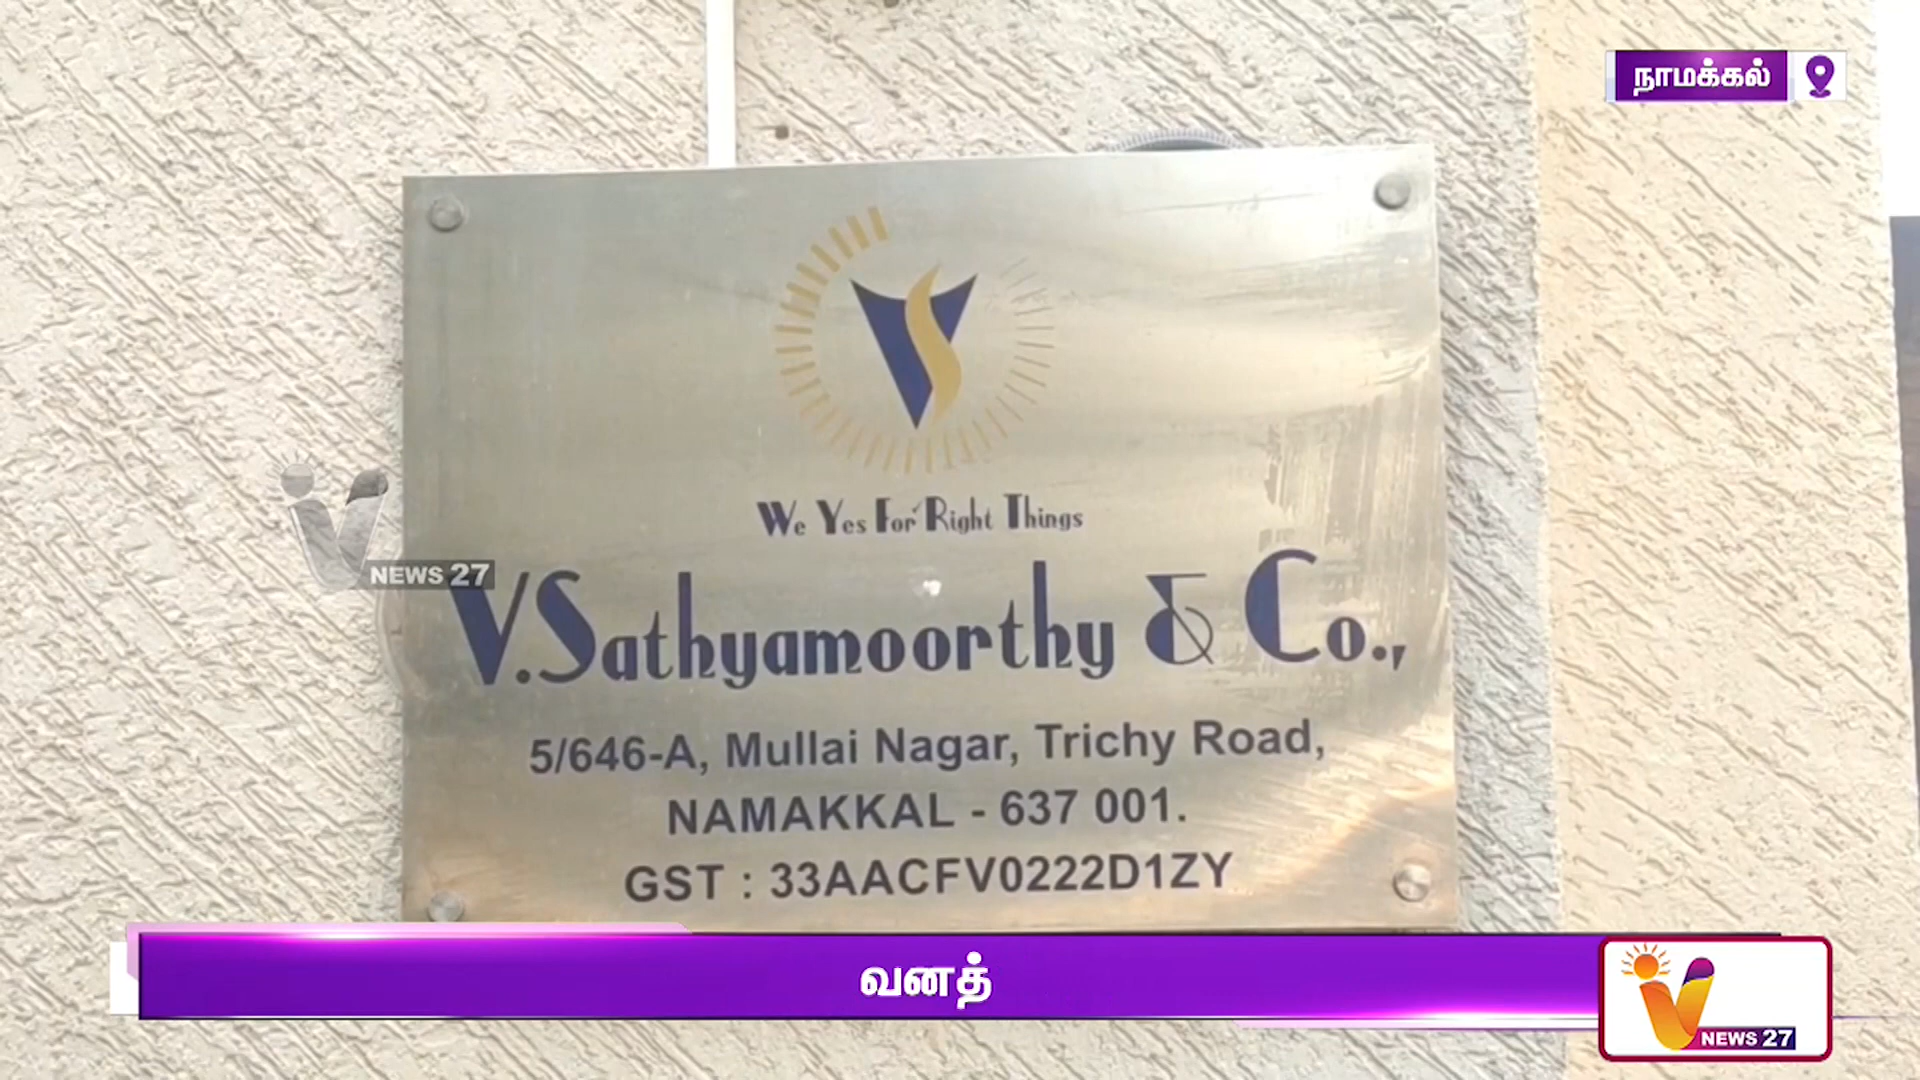 நாமக்கல்
We Yes For Right Things
NEWS 27
V.Sathyamoorthy & Co.,
5/646-A, Mullai Nagar, Trichy Road,
NAMAKKAL - 637 001.
GST : 33AACFV0222D1ZY
வனத்
NEWS 27